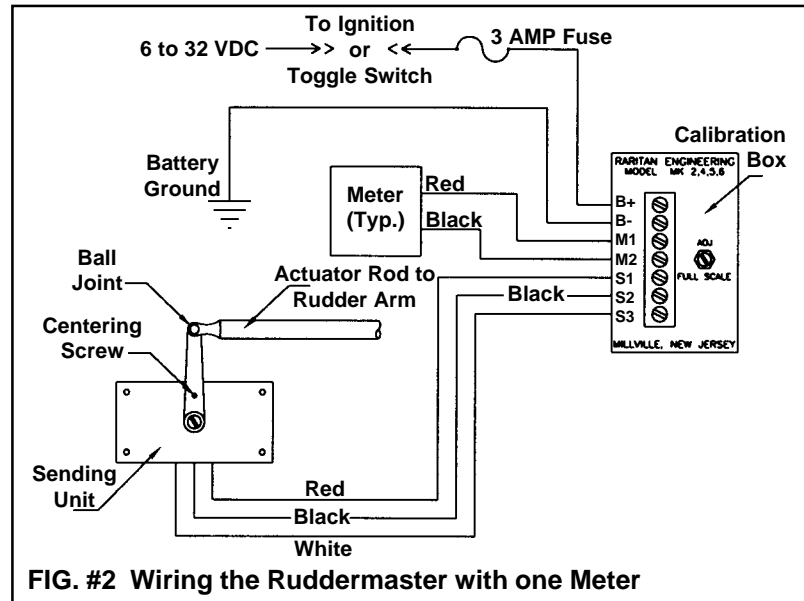 To Ignition
6 to 32 VDC
or
Toggle Switch
3 AMP Fuse
Battery
Ground
Meter
(Typ.)
Red
Black
Calibration
Box
RARITAN ENGINEERING
MODEL MK 2,4,5,6
B+
B-
M1
M2
S1
S2
S3
ADJ
FULL SCALE
MILLVILLE, NEW JERSEY
Ball
Joint
Actuator Rod to
Rudder Arm
Black
Centering
Screw
Sending
Unit
Red
Black
White
FIG. #2 Wiring the Ruddermaster with one Meter